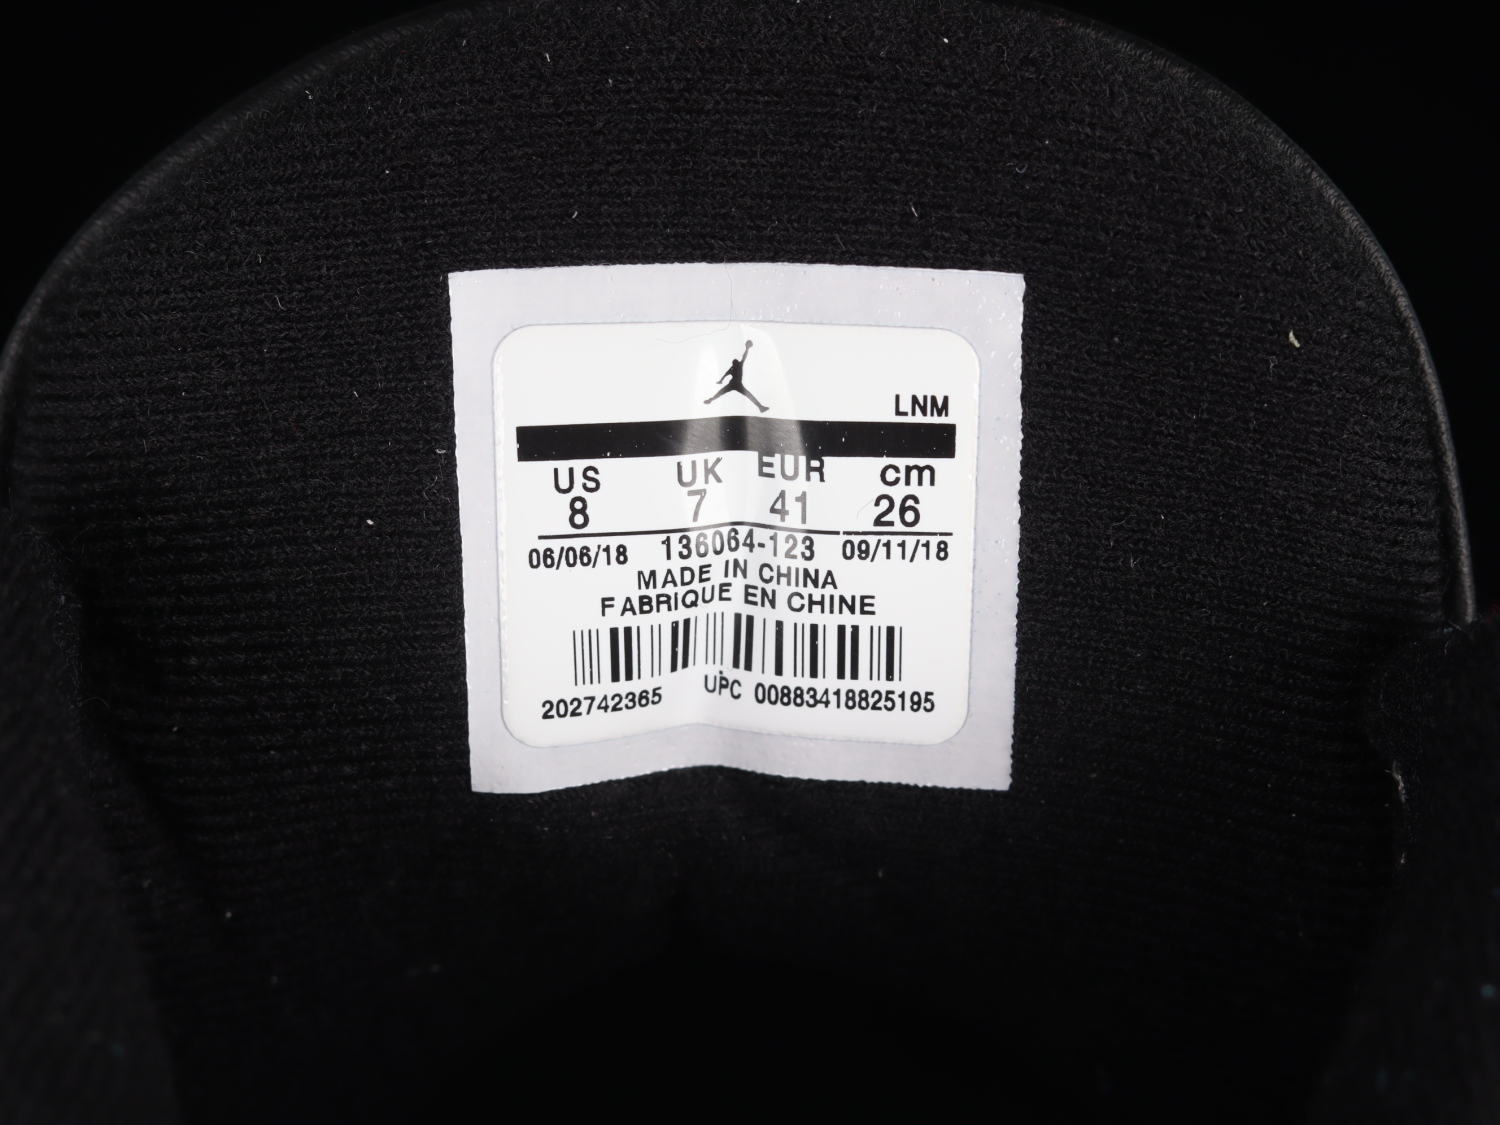 LNM
US UK EUR cm
8 7 41 26
06/06/18 136064-123 09/11/18
MADE IN CHINA
FABRIQUE EN CHINE
202742365 UPC 00883418825195